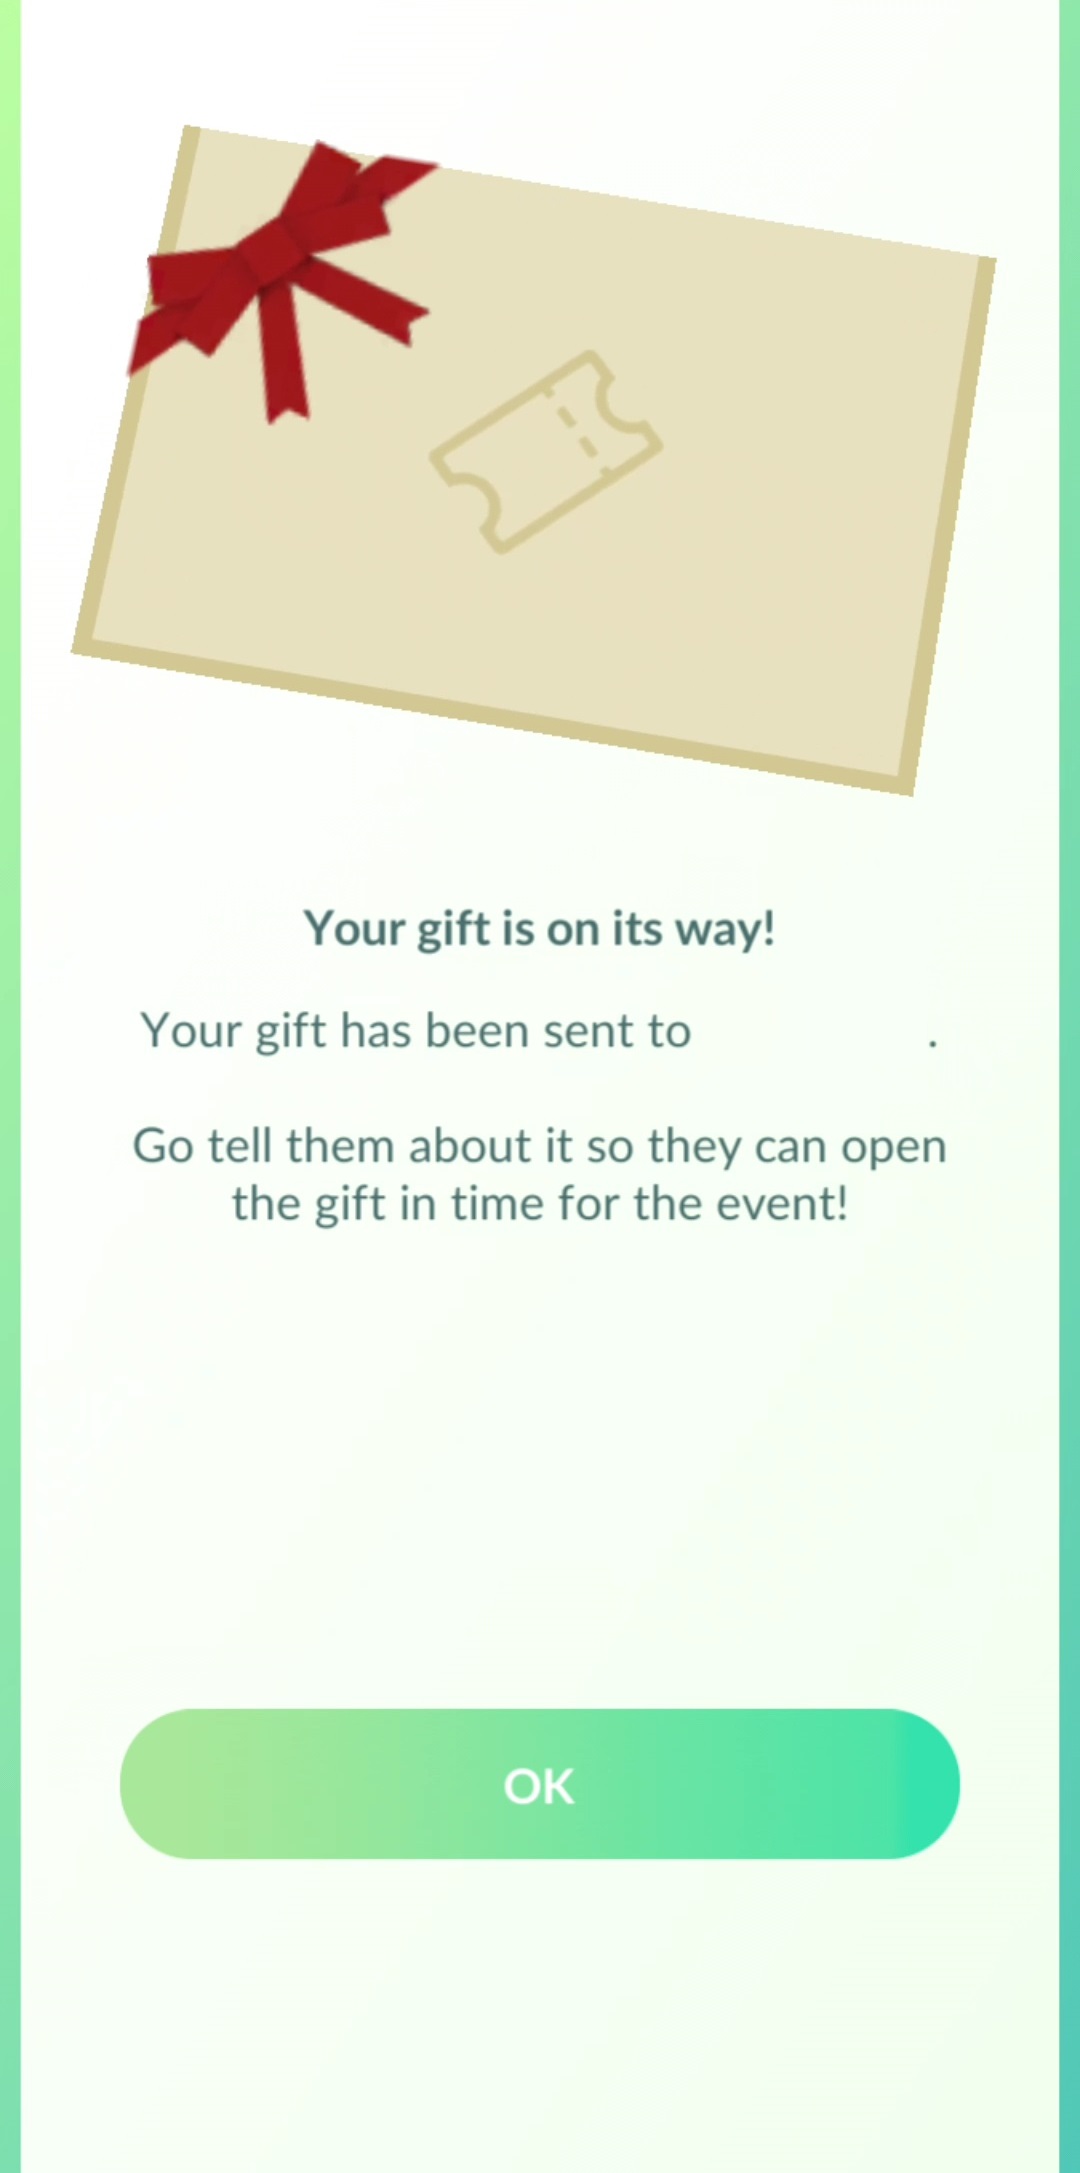 Your gift is on its way!
Your gift has been sent to .
Go tell them about it so they can open
the gift in time for the event!
OK